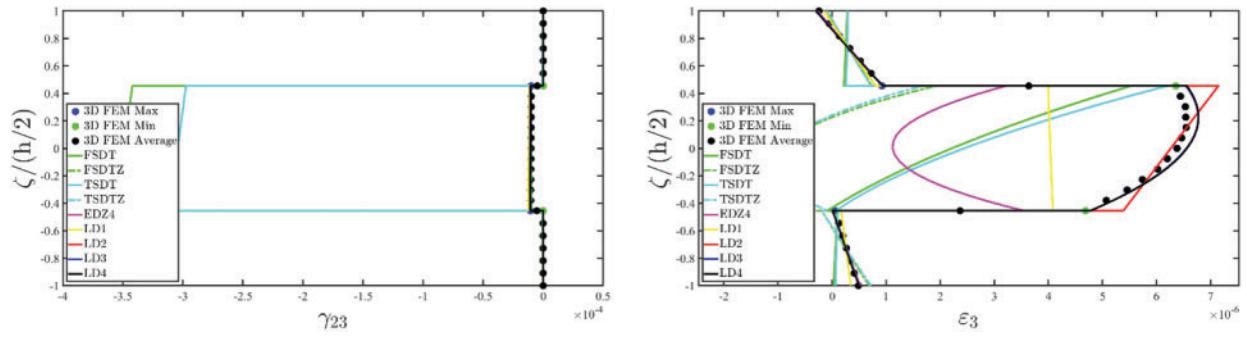 1
0.8
0.6
0.4
0.2
0
-0.2
-0.4
-0.6
-0.8
-1
ζ/(h/2)
3D FEM Max
3D FEM Min
3D FEM Average
FSDT
FSDTZ
TSDT
TSDTZ
EDZ4
LD1
LD2
LD3
LD4
-4 -3.5 -3 -2.5 -2 -1.5 -1 -0.5 0 0.5
×10⁻⁴
γ₂₃
1
0.8
0.6
0.4
0.2
0
-0.2
-0.4
-0.6
-0.8
-1
ζ/(h/2)
3D FEM Max
3D FEM Min
3D FEM Average
FSDT
FSDTZ
TSDT
TSDTZ
EDZ4
LD1
LD2
LD3
LD4
-2 -1 0 1 2 3 4 5 6 7
×10⁻⁶
ε₃